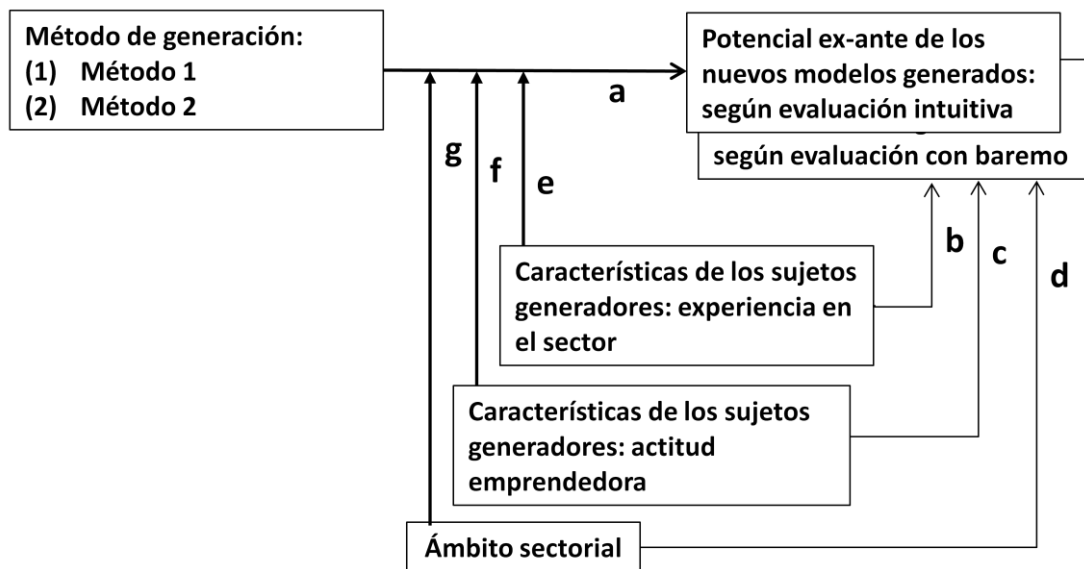 Método de generación:
(1) Método 1
(2) Método 2
Potencial ex-ante de los
nuevos modelos generados:
según evaluación intuitiva
según evaluación con baremo
a
g
f
e
b
c
d
Características de los sujetos
generadores: experiencia en
el sector
Características de los sujetos
generadores: actitud
emprendedora
Ámbito sectorial